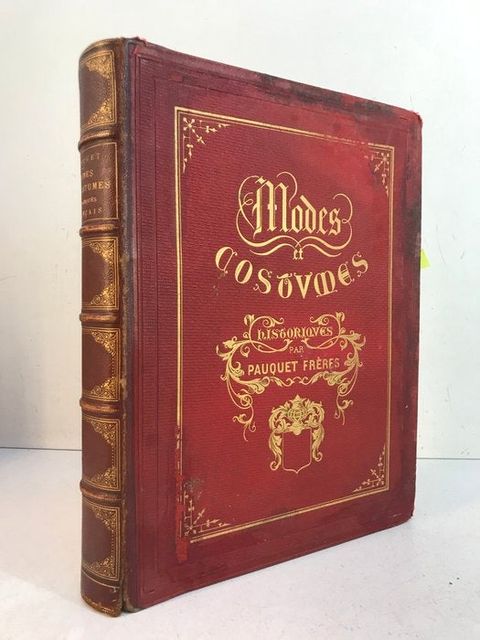 Modes
et
COSTUMES
HISTORIQUES
PAR
PAUQUET FRÈRES